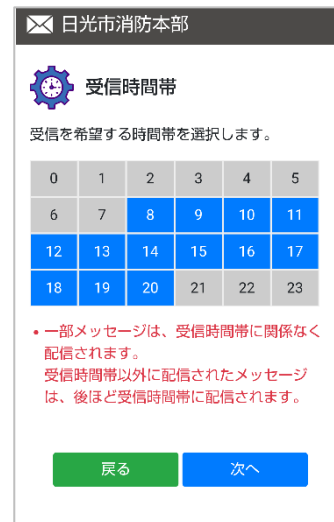 日光市消防本部
受信時間帯
受信を希望する時間帯を選択します。
0 1 2 3 4 5
6 7 8 9 10 11
12 13 14 15 16 17
18 19 20 21 22 23
• 一部メッセージは、受信時間帯に関係なく
配信されます。
受信時間帯以外に配信されたメッセージ
は、後ほど受信時間帯に配信されます。
戻る 次へ